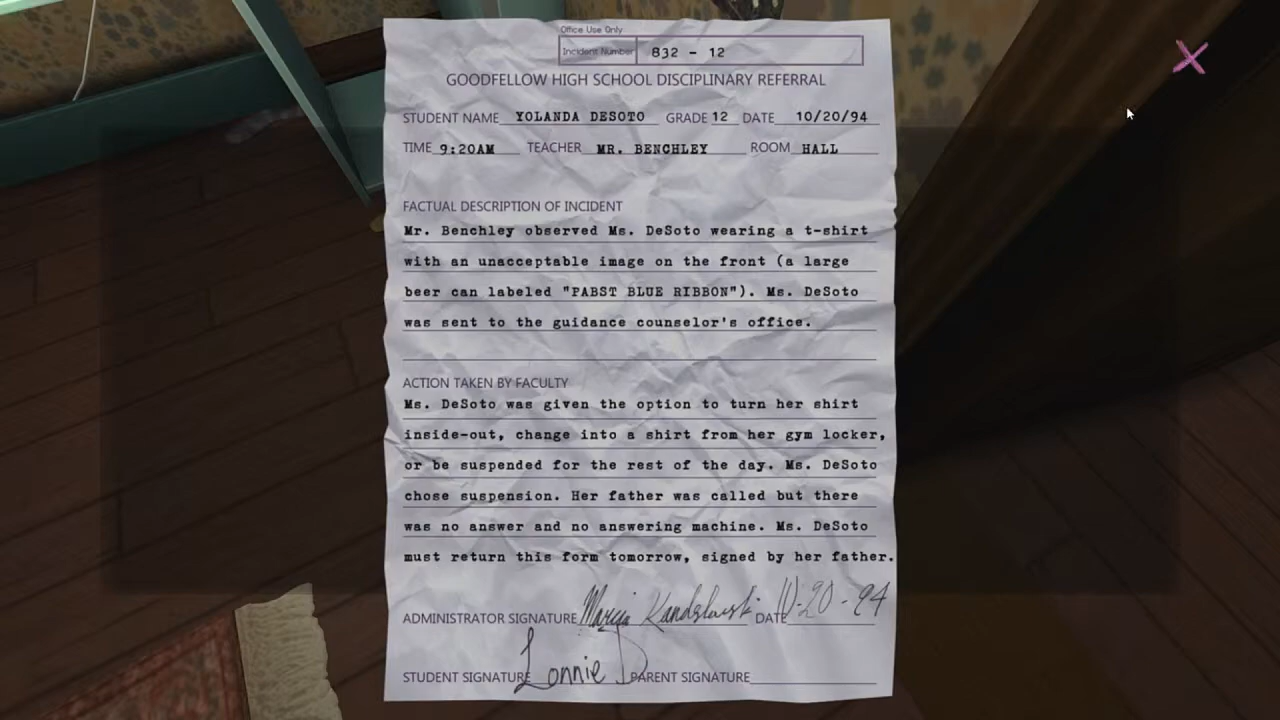 Office Use Only
Incident Number 832 - 12
GOODFELLOW HIGH SCHOOL DISCIPLINARY REFERRAL
STUDENT NAME YOLANDA DESOTO GRADE 12 DATE 10/20/94
TIME 9:20AM TEACHER MR. BENCHLEY ROOM HALL
FACTUAL DESCRIPTION OF INCIDENT
Mr. Benchley observed Ms. DeSoto wearing a t-shirt
with an unacceptable image on the front (a large
beer can labeled "PABST BLUE RIBBON"). Ms. DeSoto
was sent to the guidance counselor's office.
ACTION TAKEN BY FACULTY
Ms. DeSoto was given the option to turn her shirt
inside-out, change into a shirt from her gym locker,
or be suspended for the rest of the day. Ms. DeSoto
chose suspension. Her father was called but there
was no answer and no answering machine. Ms. DeSoto
must return this form tomorrow, signed by her father.
ADMINISTRATOR SIGNATURE DATE 10-20-94
STUDENT SIGNATURE Lonnie D PARENT SIGNATURE